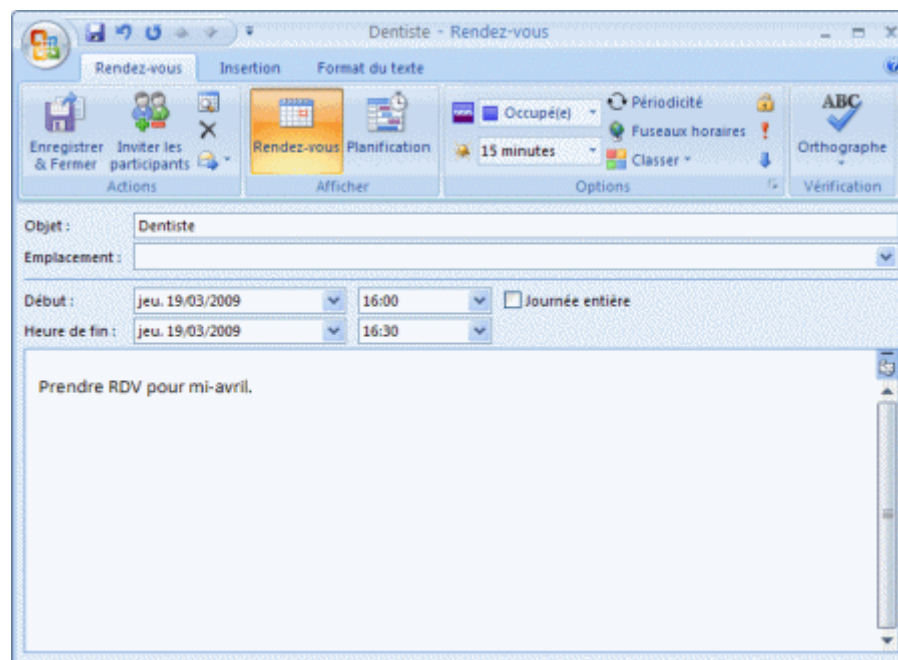 Dentiste - Rendez-vous
Rendez-vous Insertion Format du texte
Enregistrer & Fermer
Inviter les participants
Actions
Rendez-vous Planification
Afficher
Occupé(e)
15 minutes
Périodicité
Fuseaux horaires
Classer
Options
ABC
Orthographe
Vérification
Objet : Dentiste
Emplacement :
Début : jeu. 19/03/2009 16:00 Journée entière
Heure de fin : jeu. 19/03/2009 16:30
Prendre RDV pour mi-avril.